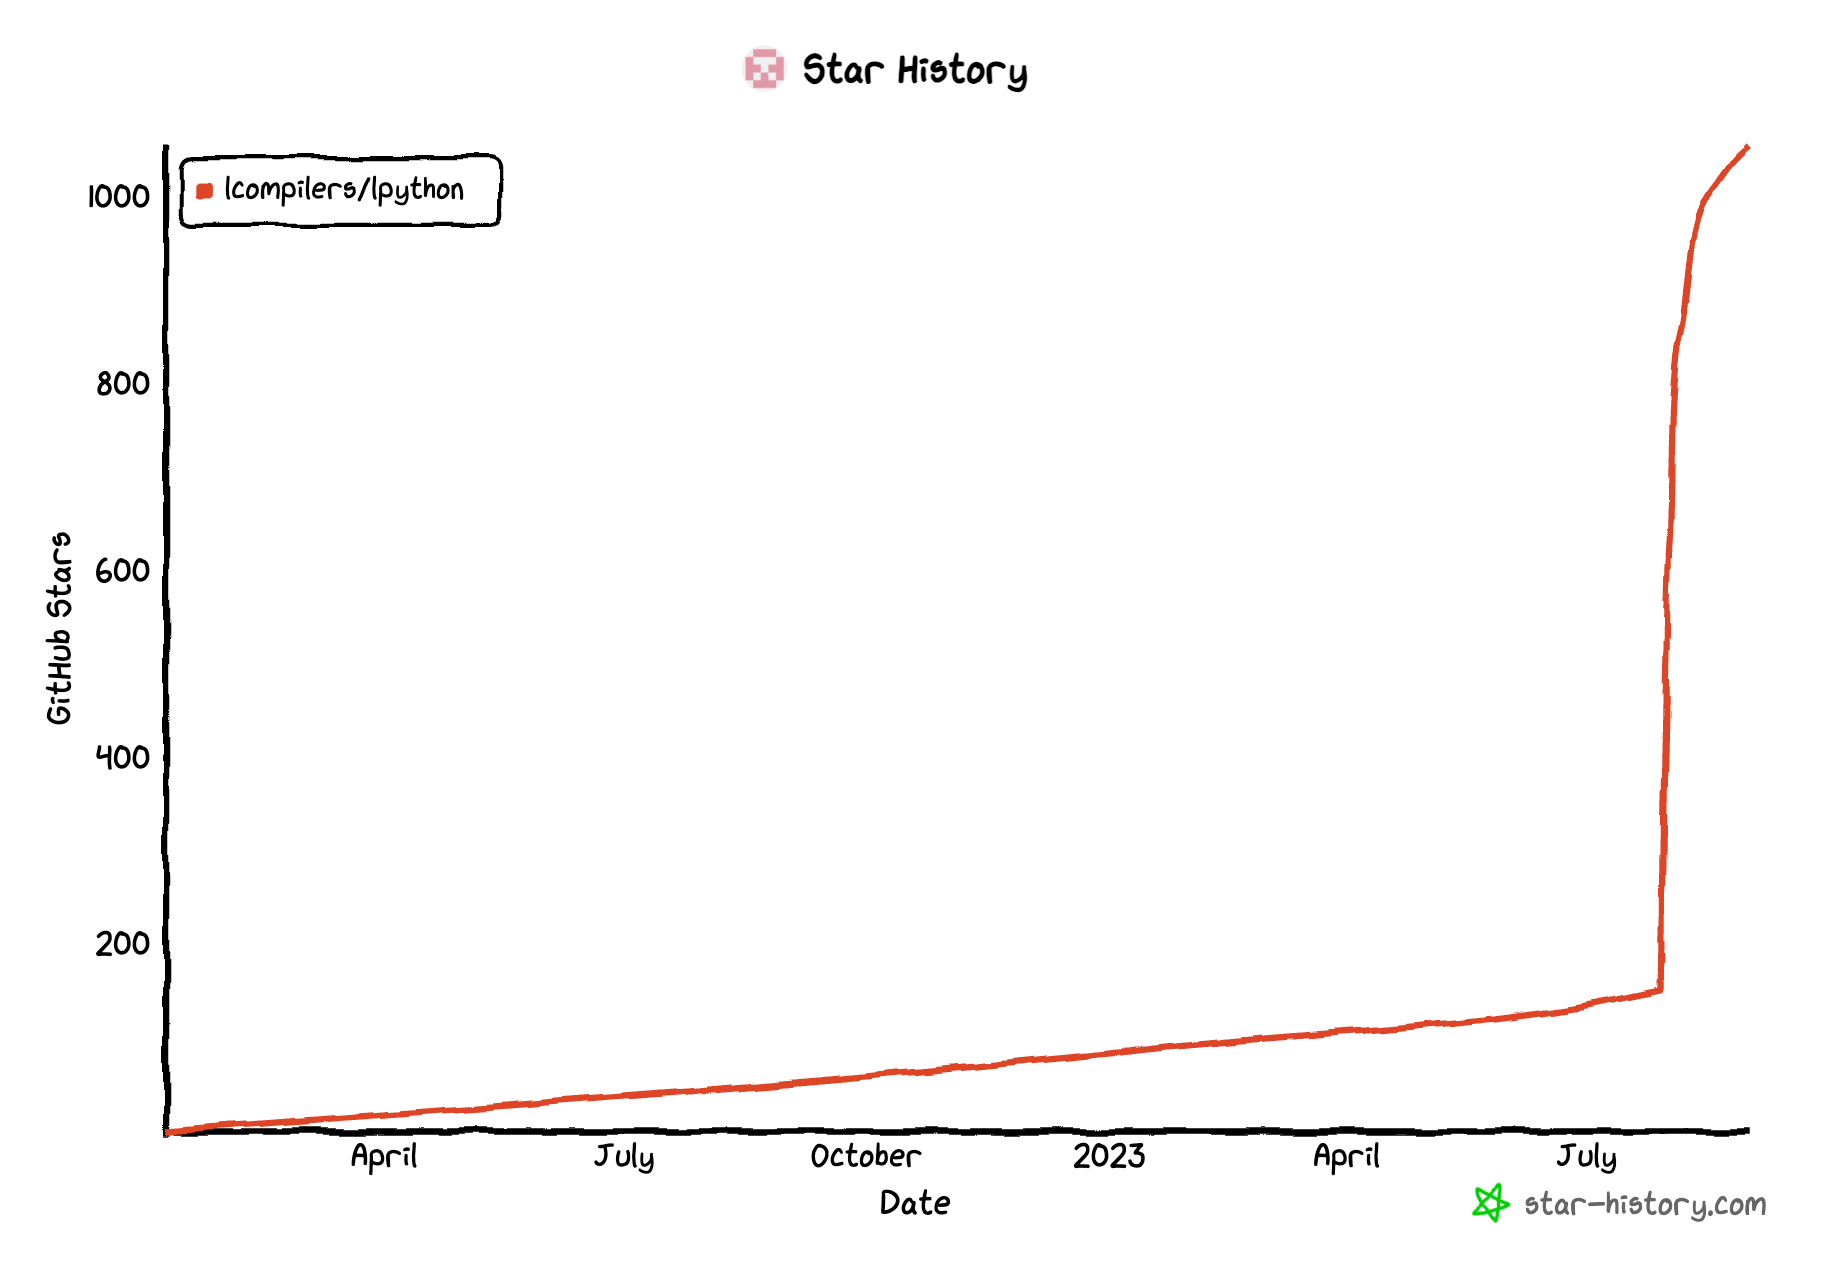 Star History
lcompilers/lpython
1000
800
600
400
200
GitHub Stars
April July October 2023 April July
Date
star-history.com